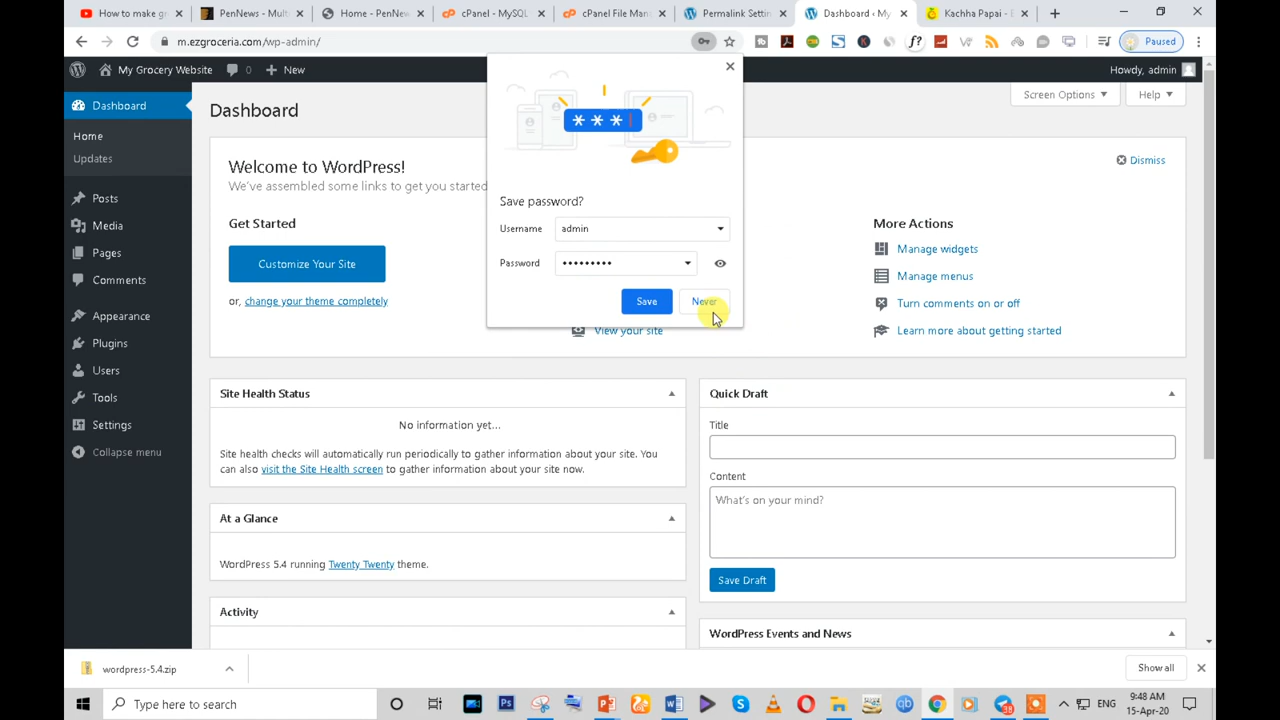 How to make gr
PenNews - Mult
Home - PenNew
cPanel - MySQL
cPanel File Man
Permalink Setti
Dashboard ‹ My
Kachha Papai - E
m.ezgroceria.com/wp-admin/
Paused
My Grocery Website
0
New
Howdy, admin
Dashboard
Home
Updates
Posts
Media
Pages
Comments
Appearance
Plugins
Users
Tools
Settings
Collapse menu
Dashboard
Screen Options
Help
Welcome to WordPress!
We've assembled some links to get you started
Dismiss
Get Started
Customize Your Site
or, change your theme completely
View your site
More Actions
Manage widgets
Manage menus
Turn comments on or off
Learn more about getting started
Save password?
Username
admin
Password
•••••••••
Save
Never
Site Health Status
No information yet...
Site health checks will automatically run periodically to gather information about your site. You
can also visit the Site Health screen to gather information about your site now.
At a Glance
WordPress 5.4 running Twenty Twenty theme.
Activity
Quick Draft
Title
Content
What's on your mind?
Save Draft
WordPress Events and News
wordpress-5.4.zip
Show all
Type here to search
ENG
9:48 AM
15-Apr-20